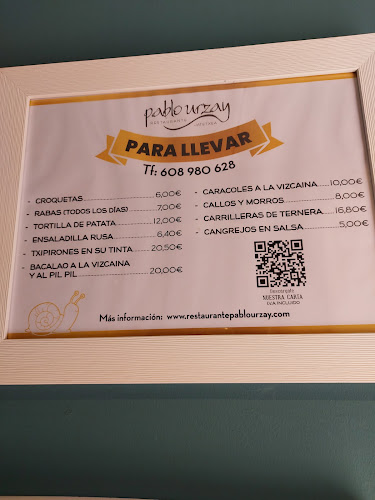 pablo urzay
RESTAURANTE
PARA LLEVAR
Tf: 608 980 628
- CROQUETAS 6,00€
- RABAS (TODOS LOS DÍAS) 7,00€
- TORTILLA DE PATATA 12,00€
- ENSALADILLA RUSA 6,40€
- TXIPIRONES EN SU TINTA 20,50€
- BACALAO A LA VIZCAINA
Y AL PIL PIL 20,00€
- CARACOLES A LA VIZCAINA 10,00€
- CALLOS Y MORROS 8,00€
- CARRILLERAS DE TERNERA 16,80€
- CANGREJOS EN SALSA 5,00€
NUESTRA CARTA
IVA INCLUIDO
Más información: www.restaurantepablourzay.com